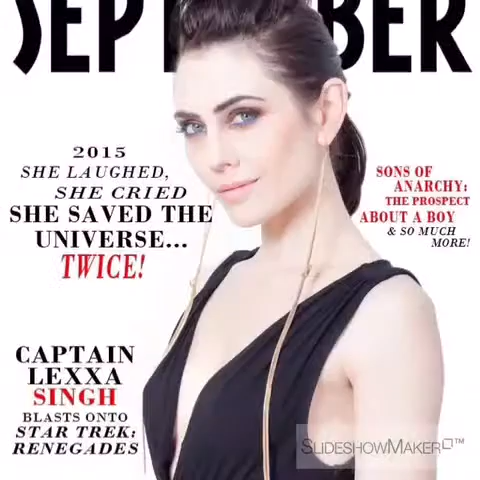 SEPTEMBER
2015
SHE LAUGHED,
SHE CRIED
SHE SAVED THE
UNIVERSE...
TWICE!
SONS OF
ANARCHY:
THE PROSPECT
ABOUT A BOY
& SO MUCH
MORE!
CAPTAIN
LEXXA
SINGH
BLASTS ONTO
STAR TREK:
RENEGADES
SLIDESHOWMAKER™